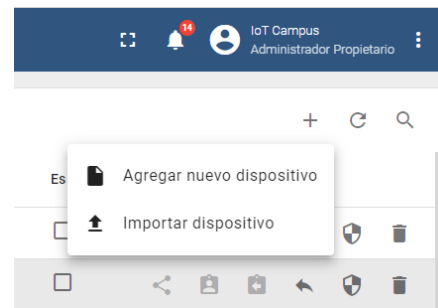 14
IoT Campus
Administrador Propietario
Es
Agregar nuevo dispositivo
Importar dispositivo